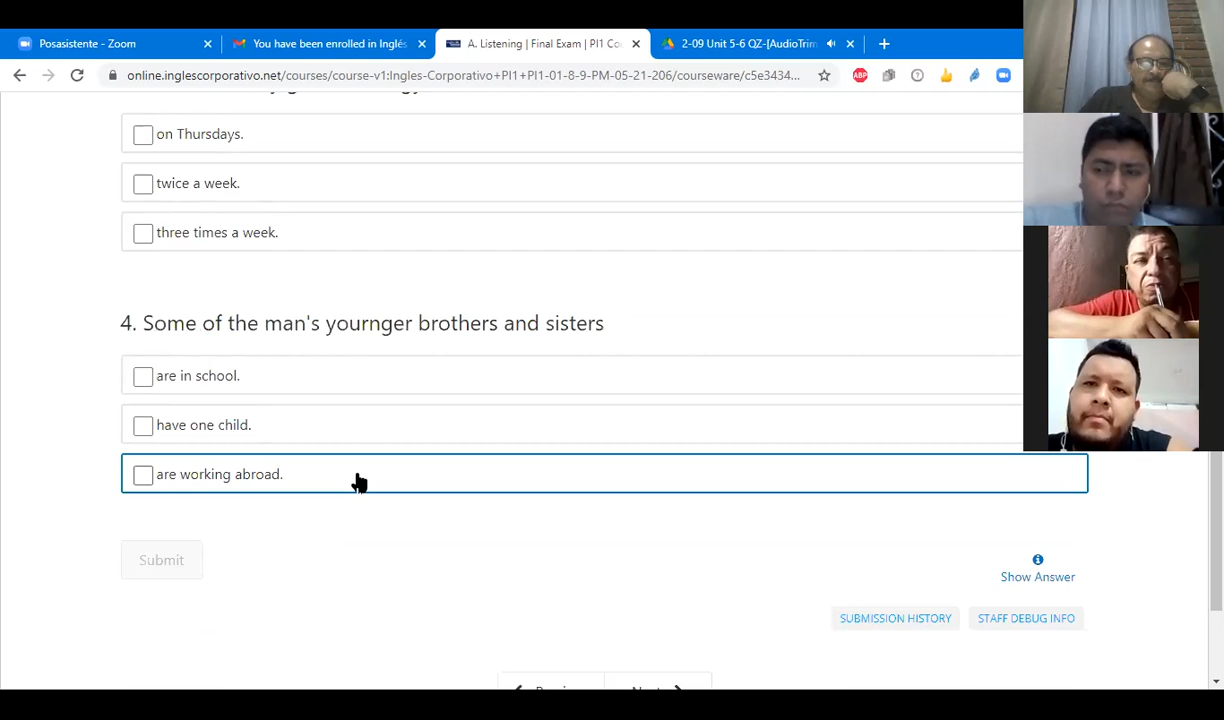 Posasistente - Zoom
You have been enrolled in Inglés
A. Listening | Final Exam | PI1 Co
2-09 Unit 5-6 QZ-[AudioTrim
online.inglescorporativo.net/courses/course-v1:Ingles-Corporativo+PI1+PI1-01-8-9-PM-05-21-206/courseware/c5e3434...
ABP
on Thursdays.
twice a week.
three times a week.
4. Some of the man's yournger brothers and sisters
are in school.
have one child.
are working abroad.
Submit
Show Answer
SUBMISSION HISTORY
STAFF DEBUG INFO